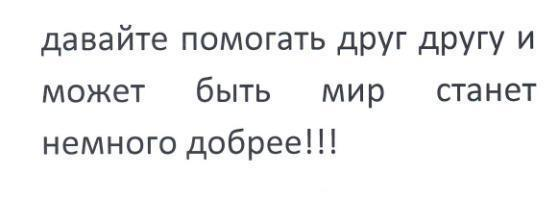 давайте помогать друг другу и
может быть мир станет
немного добрее!!!